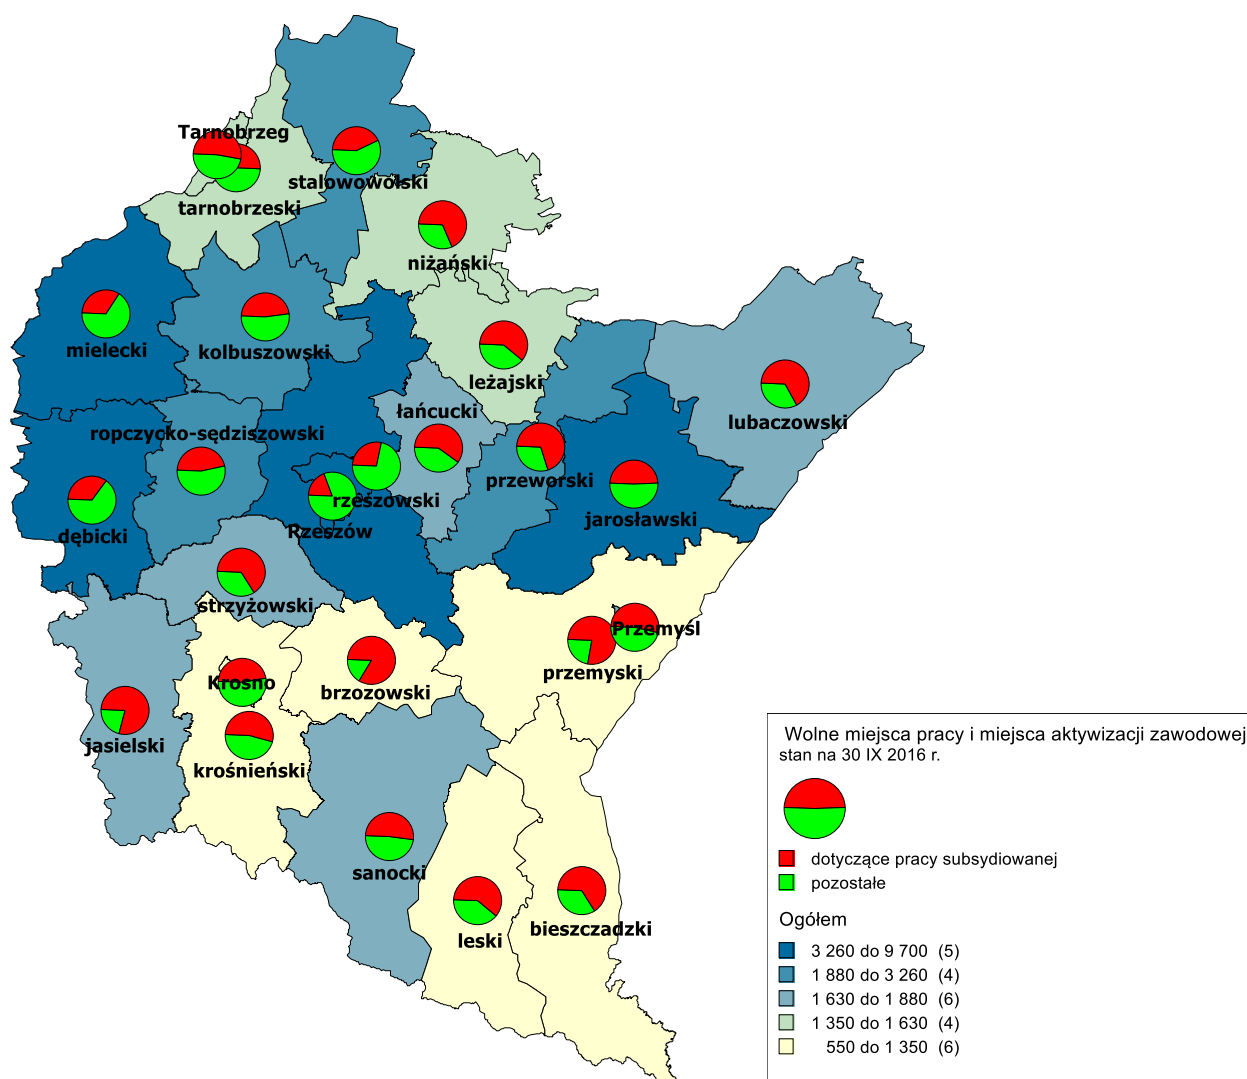 Tarnobrzeg
stalowowolski
tarnobrzeski
niżański
mielecki
kolbuszowski
leżajski
łańcucki
lubaczowski
ropczycko-sędziszowski
przeworski
rzeszowski
jarosławski
Rzeszów
dębicki
strzyżowski
Przemyśl
przemyski
Krosno
brzozowski
jasielski
krośnieński
sanocki
bieszczadzki
leski
Wolne miejsca pracy i miejsca aktywizacji zawodowej
stan na 30 IX 2016 r.
dotyczące pracy subsydiowanej
pozostałe
Ogółem
3 260 do 9 700 (5)
1 880 do 3 260 (4)
1 630 do 1 880 (6)
1 350 do 1 630 (4)
550 do 1 350 (6)